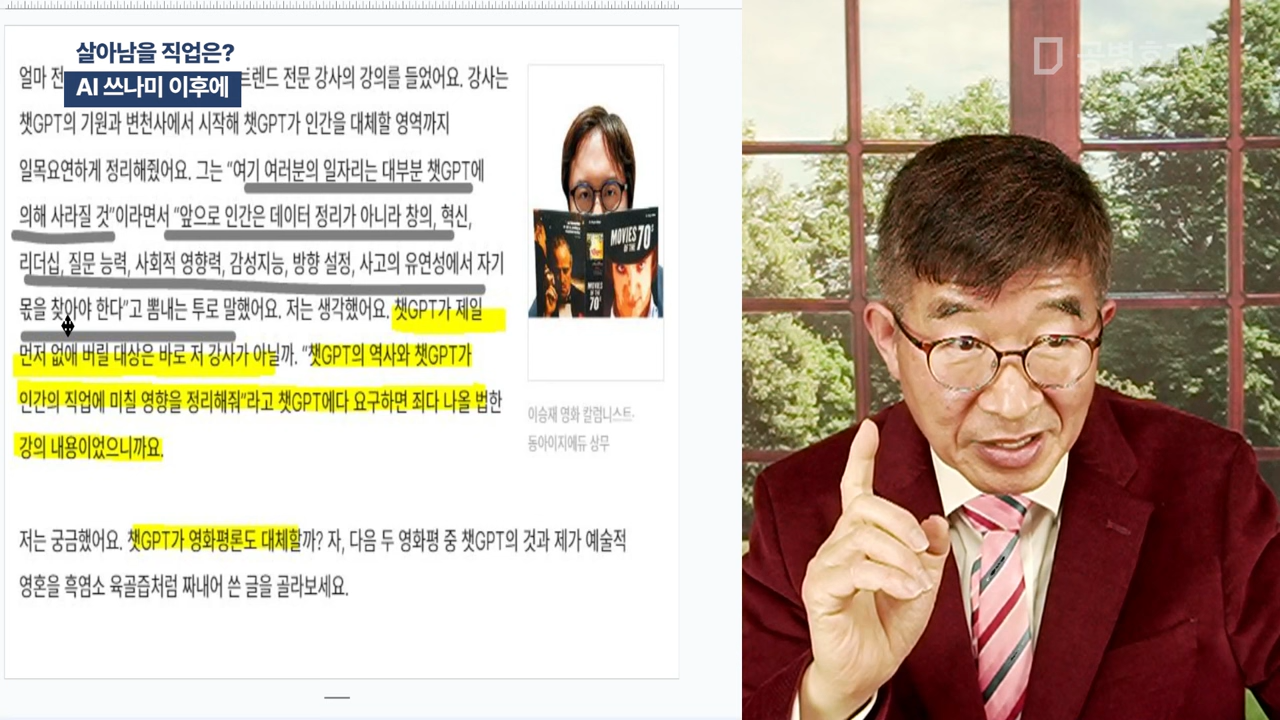 살아남을 직업은?
AI 쓰나미 이후에
얼마 전 트렌드 전문 강사의 강의를 들었어요. 강사는
챗GPT의 기원과 변천사에서 시작해 챗GPT가 인간을 대체할 영역까지
일목요연하게 정리해줬어요. 그는 “여기 여러분의 일자리는 대부분 챗GPT에
의해 사라질 것”이라면서 “앞으로 인간은 데이터 정리가 아니라 창의, 혁신,
리더십, 질문 능력, 사회적 영향력, 감성지능, 방향 설정, 사고의 유연성에서 자기
몫을 찾아야 한다”고 뽐내는 투로 말했어요. 저는 생각했어요. 챗GPT가 제일
먼저 없애 버릴 대상은 바로 저 강사가 아닐까. “챗GPT의 역사와 챗GPT가
인간의 직업에 미칠 영향을 정리해줘”라고 챗GPT에다 요구하면 죄다 나올 법한
강의 내용이었으니까요.
MOVIES
OF THE 70s
MOVIES
OF THE
70s
이승재 영화 칼럼니스트·
동아이지에듀 상무
저는 궁금했어요. 챗GPT가 영화평론도 대체할까? 자, 다음 두 영화평 중 챗GPT의 것과 제가 예술적
영혼을 흑염소 육골즙처럼 짜내어 쓴 글을 골라보세요.
공병호TV